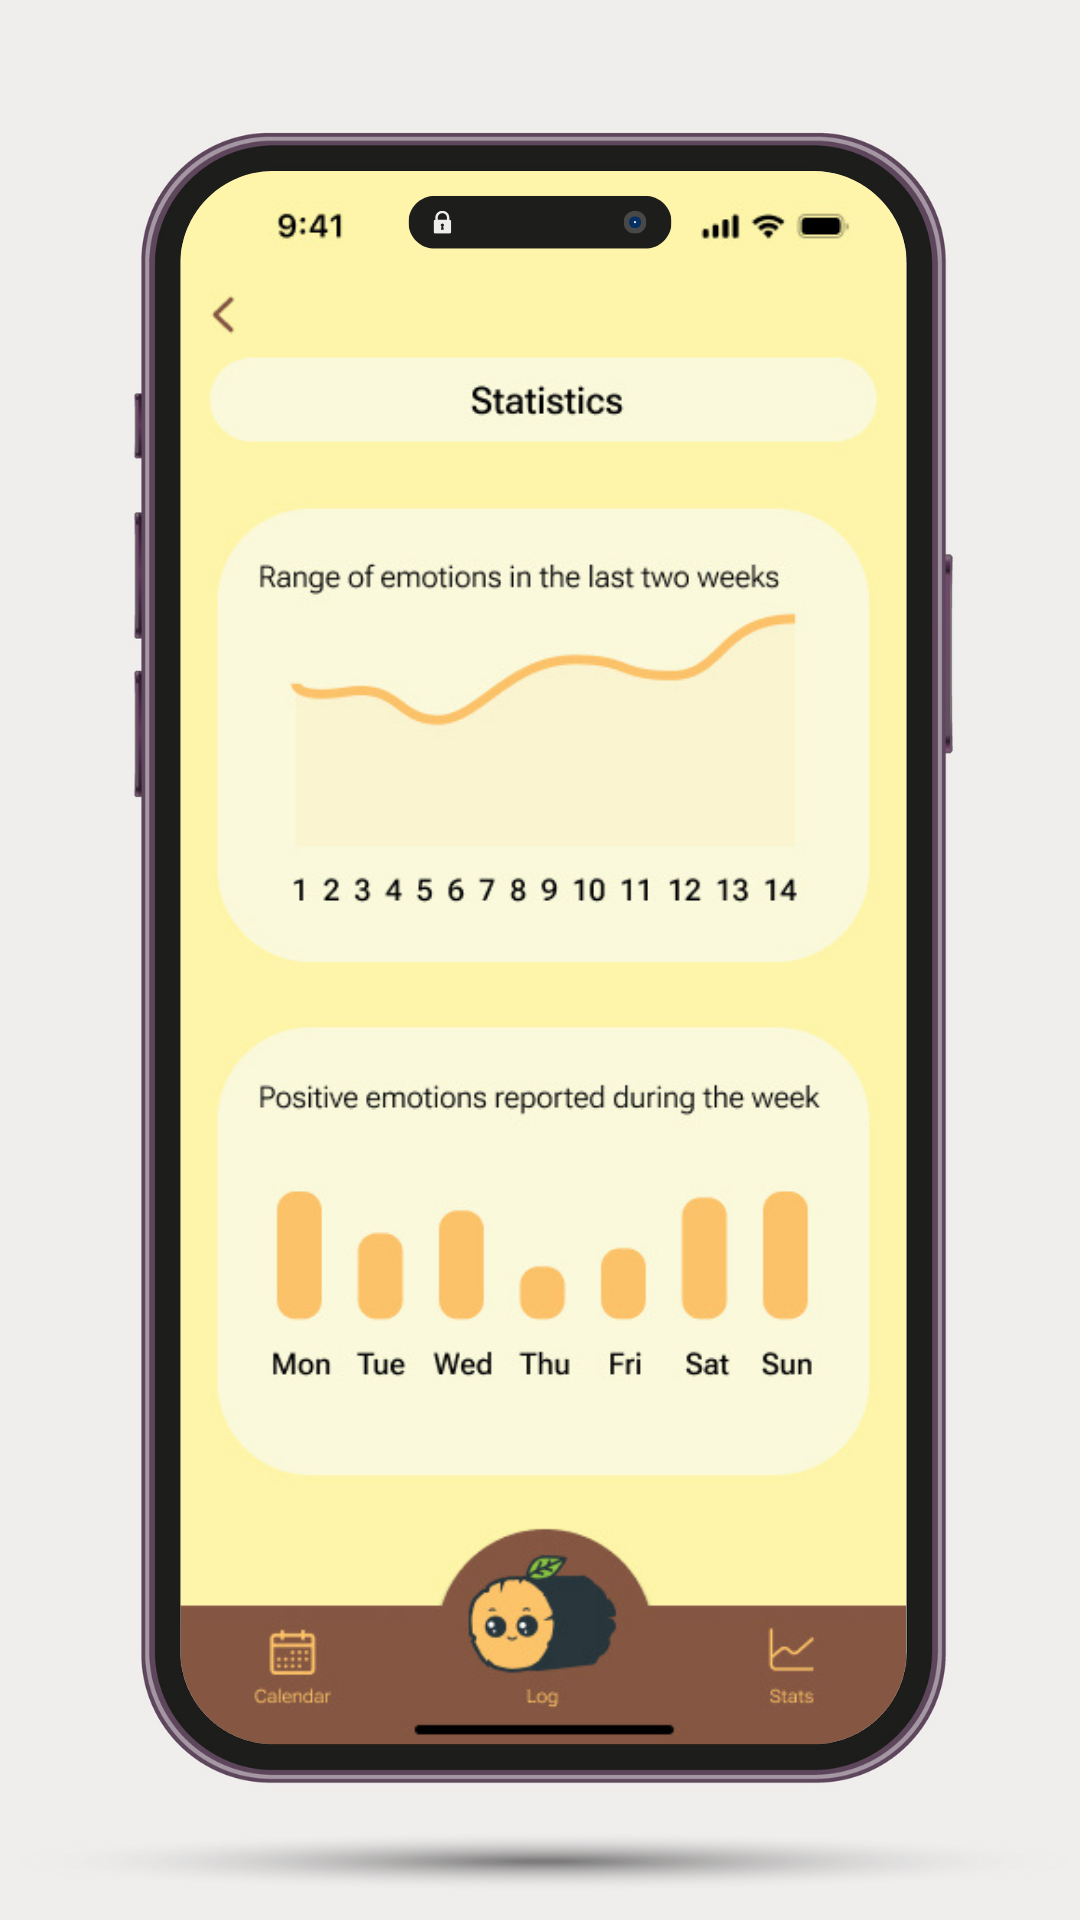 9:41
Statistics
Range of emotions in the last two weeks
1 2 3 4 5 6 7 8 9 10 11 12 13 14
Positive emotions reported during the week
Mon Tue Wed Thu Fri Sat Sun
Calendar Log Stats